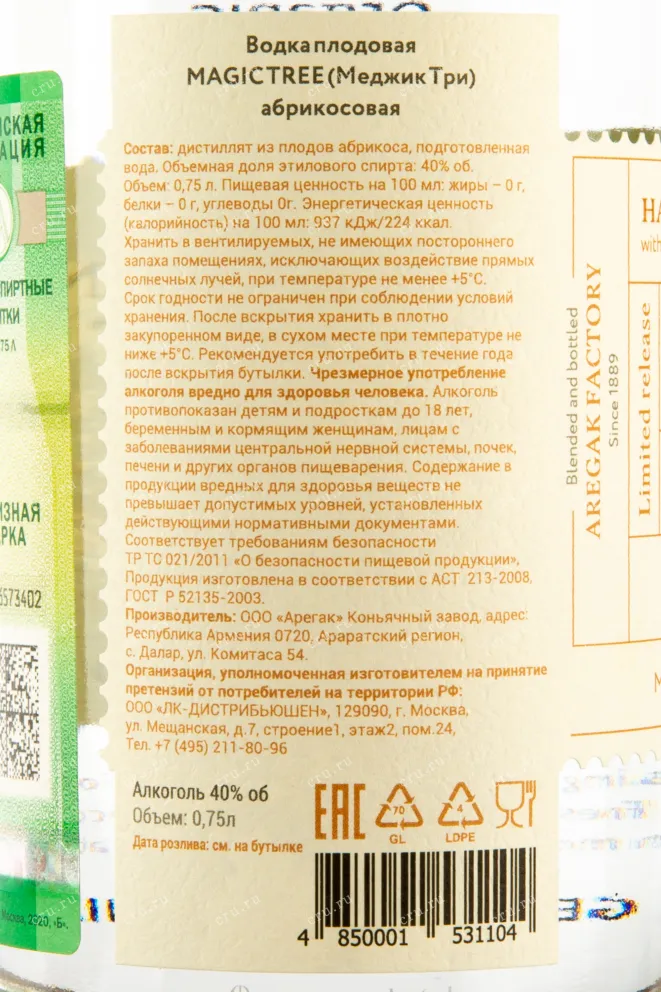 Водка плодовая
MAGIC TREE (Меджик Три)
абрикосовая
Состав: дистиллят из плодов абрикоса, подготовленная
вода. Объемная доля этилового спирта: 40% об.
Объем: 0,75 л. Пищевая ценность на 100 мл: жиры – 0 г,
белки – 0 г, углеводы 0г. Энергетическая ценность
(калорийность) на 100 мл: 937 кДж/224 ккал.
Хранить в вентилируемых, не имеющих постороннего
запаха помещениях, исключающих воздействие прямых
солнечных лучей, при температуре не менее +5°С.
Срок годности не ограничен при соблюдении условий
хранения. После вскрытия хранить в плотно
закупоренном виде, в сухом месте при температуре не
ниже +5°С. Рекомендуется употребить в течение года
после вскрытия бутылки. Чрезмерное употребление
алкоголя вредно для здоровья человека. Алкоголь
противопоказан детям и подросткам до 18 лет,
беременным и кормящим женщинам, лицам с
заболеваниями центральной нервной системы, почек,
печени и других органов пищеварения. Содержание в
продукции вредных для здоровья веществ не
превышает допустимых уровней, установленных
действующими нормативными документами.
Соответствует требованиям безопасности
ТР ТС 021/2011 «О безопасности пищевой продукции»,
Продукция изготовлена в соответствии с АСТ 213-2008,
ГОСТ Р 52135-2003.
Производитель: ООО «Арегак» Коньячный завод, адрес:
Республика Армения 0720, Араратский регион,
с. Далар, ул. Комитаса 54.
Организация, уполномоченная изготовителем на принятие
претензий от потребителей на территории РФ:
ООО «ЛК-ДИСТРИБЬЮШЕН», 129090, г. Москва,
ул. Мещанская, д.7, строение1, этаж2, пом.24,
Тел. +7 (495) 211-80-96
Алкоголь 40% об
Объем: 0,75л
Дата розлива: см. на бутылке
EAC
70
GL
4
LDPE
4 850001 531104
Blended and bottled
AREGAK FACTORY
Since 1889
Limited release
HA
with
СКАЯ
АЦИЯ
ПИРТНЫЕ
ТКИ
75 Л
ИЗНАЯ
РКА
6573402
Москва, 2020, «Б».